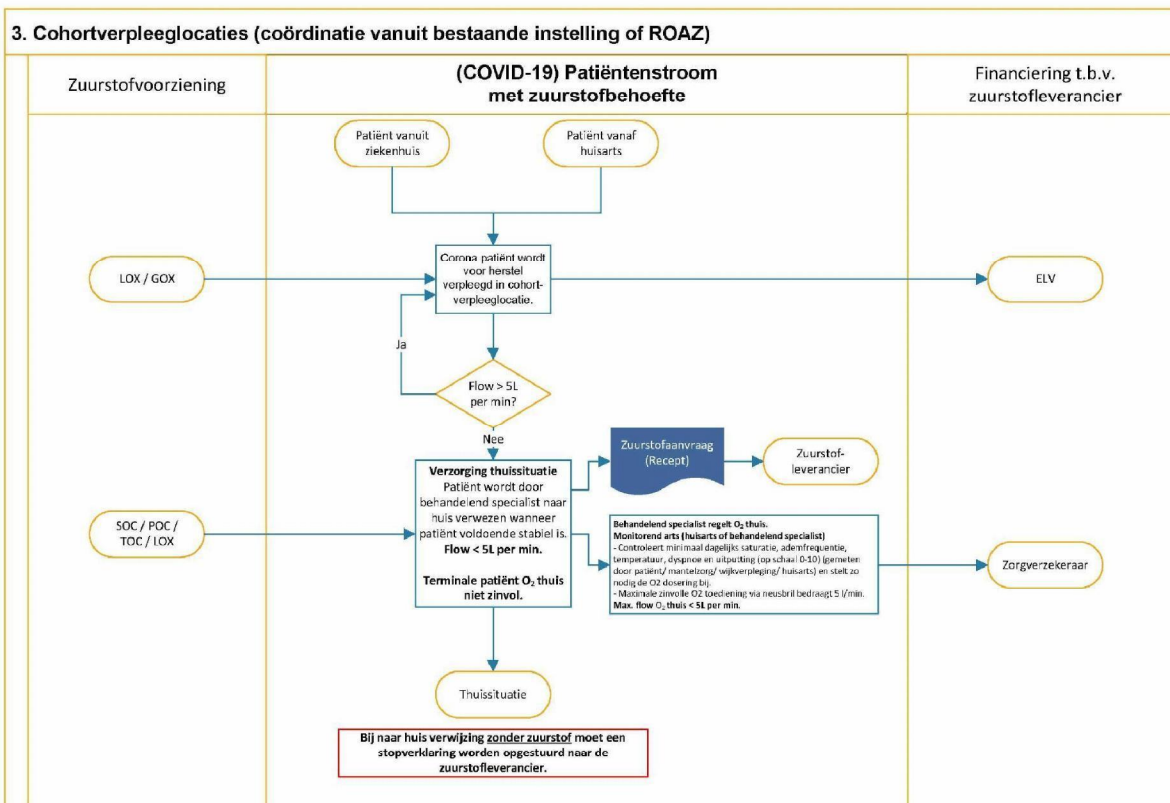 3. Cohortverpleeglocaties (coördinatie vanuit bestaande instelling of ROAZ)
Zuurstofvoorziening
(COVID-19) Patiëntenstroom
met zuurstofbehoefte
Financiering t.b.v.
zuurstofleverancier
Patiënt vanuit
ziekenhuis
Patiënt vanaf
huisarts
LOX / GOX
Corona patiënt wordt
voor herstel
verpleegd in cohort-
verpleeglocatie.
ELV
Ja
Flow > 5L
per min?
Nee
Zuurstofaanvraag
(Recept)
Zuurstof-
leverancier
SOC / POC /
TOC / LOX
Verzorging thuissituatie
Patiënt wordt door
behandelend specialist naar
huis verwezen wanneer
patiënt voldoende stabiel is.
Flow < 5L per min.
Terminale patiënt O₂ thuis
niet zinvol.
Behandelend specialist regelt O₂ thuis.
Monitorend arts (huisarts of behandelend specialist)
- Controleert minimaal dagelijks saturatie, ademfrequentie,
temperatuur, dyspnoe en uitputting (op schaal 0-10) (gemeten
door patiënt/ mantelzorg/ wijkverpleging/ huisarts) en stelt zo
nodig de O2 dosering bij.
- Maximale zinvolle O2 toediening via neusbril bedraagt 5 l/min.
Max. flow O₂ thuis < 5L per min.
Zorgverzekeraar
Thuissituatie
Bij naar huis verwijzing zonder zuurstof moet een
stopverklaring worden opgestuurd naar de
zuurstofleverancier.